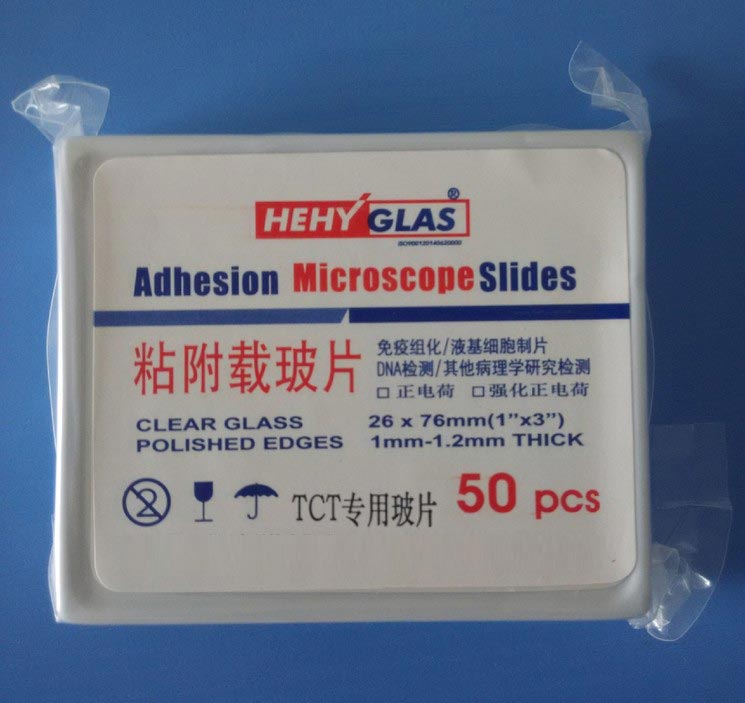 HEHY GLAS®
Adhesion Microscope Slides
粘附载玻片
免疫组化/液基细胞制片
DNA检测/其他病理学研究检测
□ 正电荷 □ 强化正电荷
CLEAR GLASS 26 x 76mm(1”x3”)
POLISHED EDGES 1mm-1.2mm THICK
2 TCT专用玻片 50 pcs